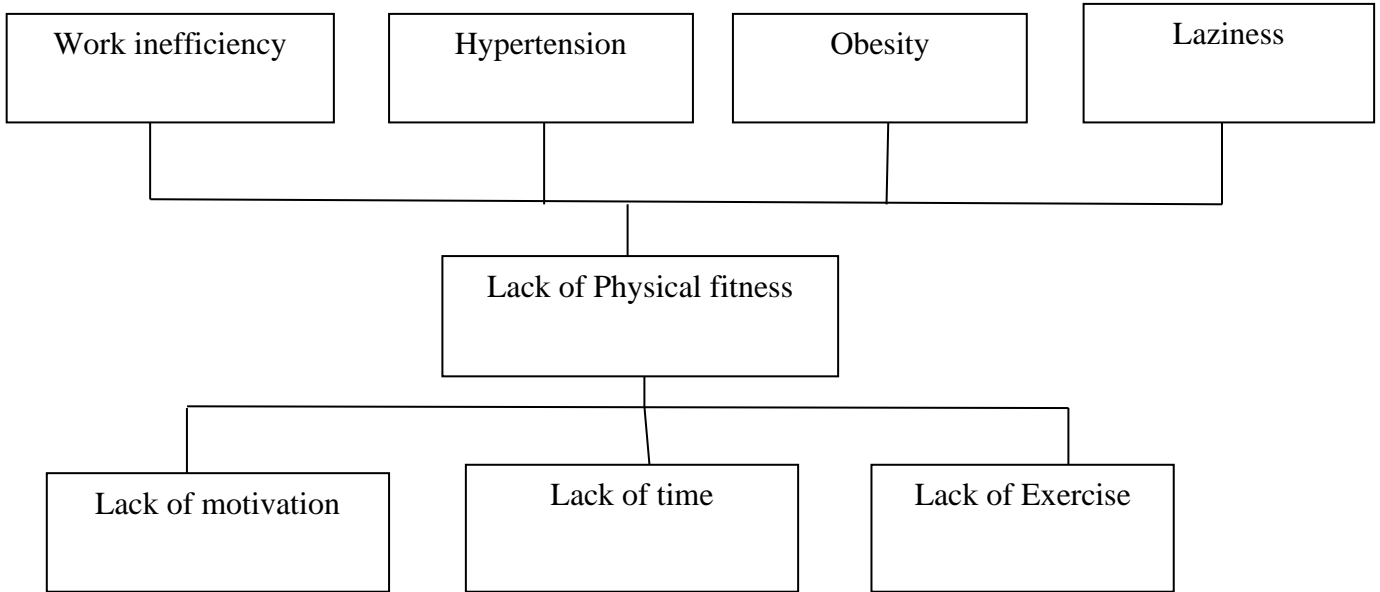 Work inefficiency
Hypertension
Obesity
Laziness
Lack of Physical fitness
Lack of motivation
Lack of time
Lack of Exercise